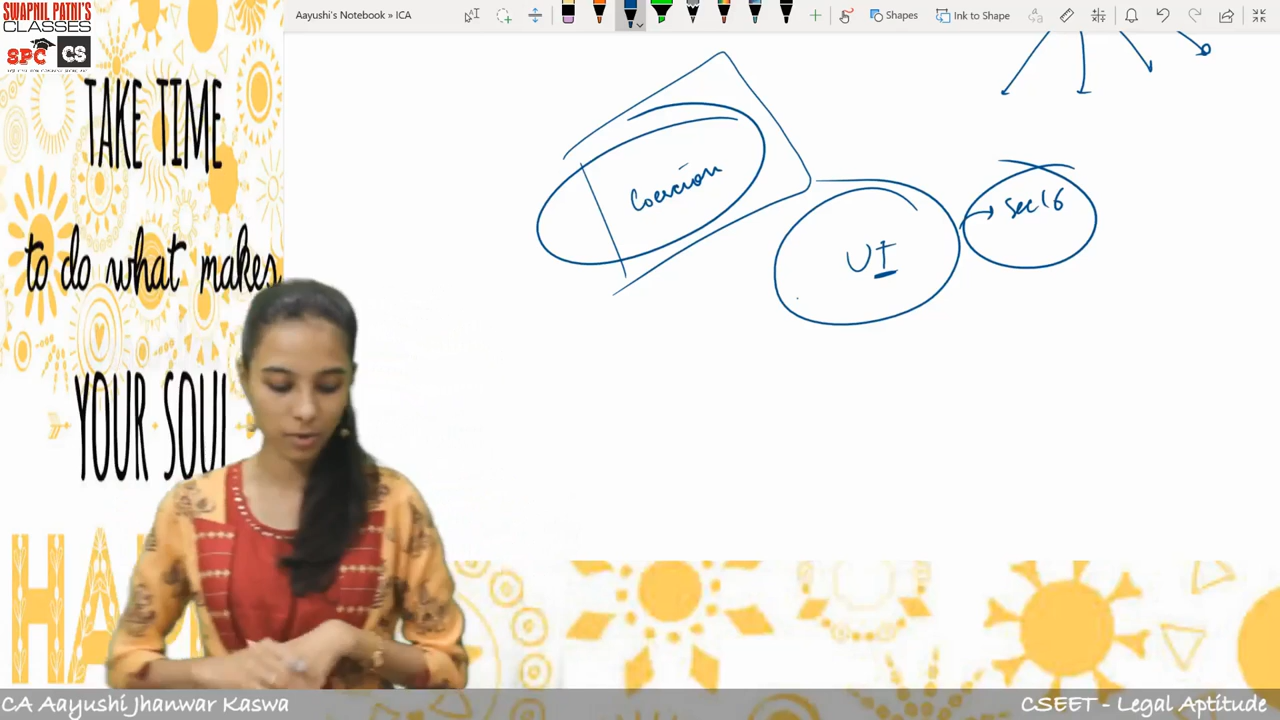 SWAPNIL PATNI'S
CLASSES
SPC CS
Aayushi's Notebook » ICA
Shapes
Ink to Shape
TAKE TIME
to do what makes
YOUR SOUL
HA
Coercion
UI
Sec 16
CA Aayushi Jhanwar Kaswa
CSEET - Legal Aptitude